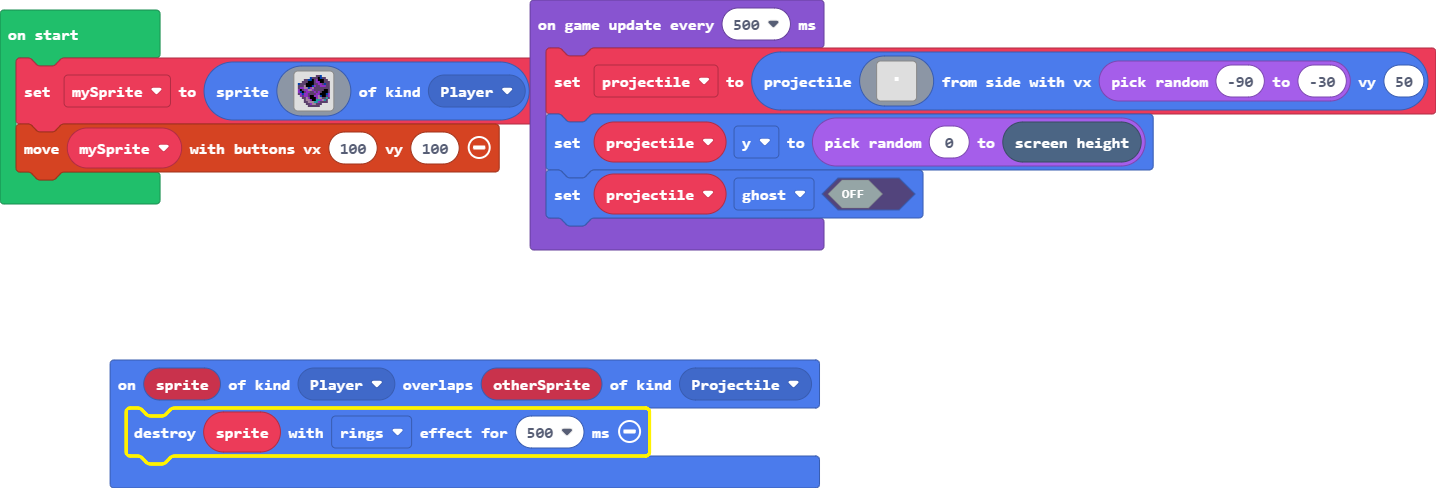 on start
set mySprite to sprite of kind Player
move mySprite with buttons vx 100 vy 100
on game update every 500 ms
set projectile to projectile from side with vx pick random -90 to -30 vy 50
set projectile y to pick random 0 to screen height
set projectile ghost OFF
on sprite of kind Player overlaps otherSprite of kind Projectile
destroy sprite with rings effect for 500 ms